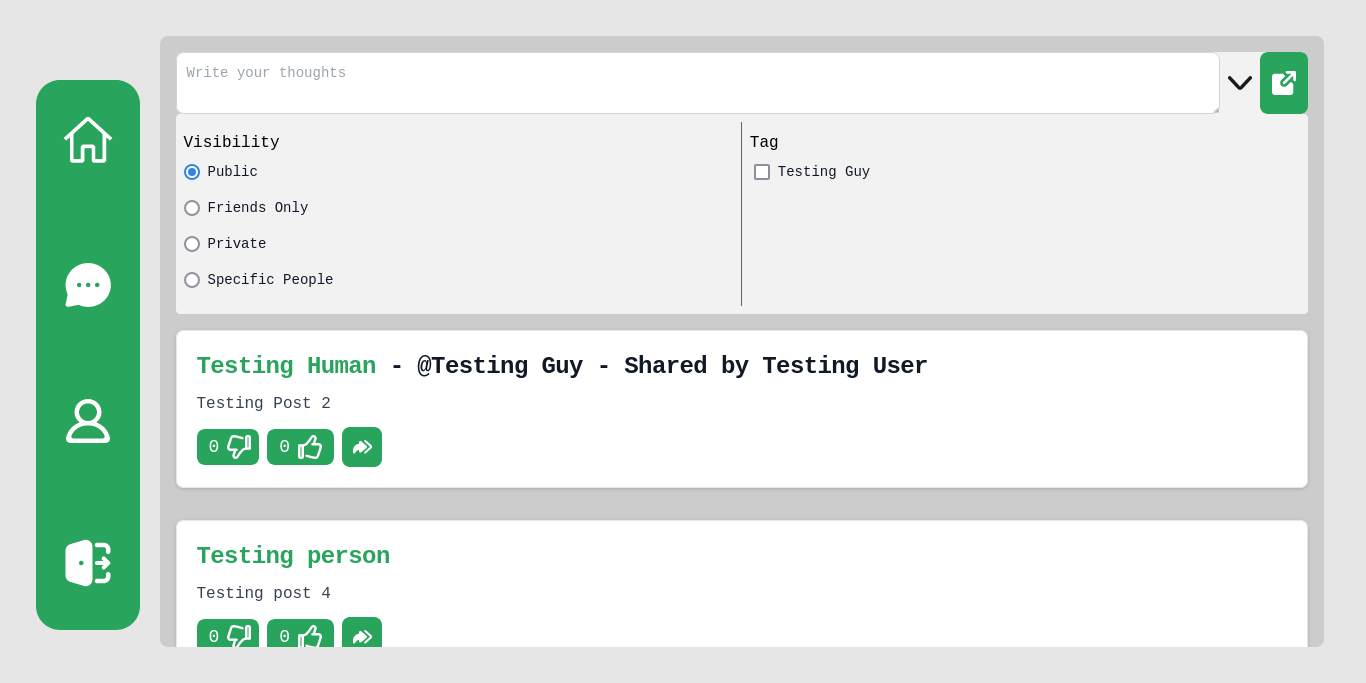 Write your thoughts
Visibility
Public
Friends Only
Private
Specific People
Tag
Testing Guy
Testing Human - @Testing Guy - Shared by Testing User
Testing Post 2
0 0
Testing person
Testing post 4
0 0